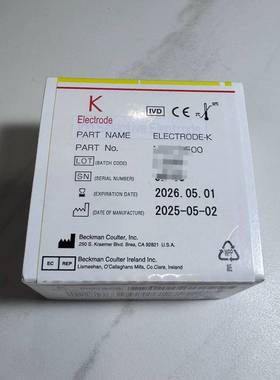 K
Electrode
IVD
CE
PART NAME ELECTRODE-K
PART No. 500
LOT (BATCH CODE)
SN (SERIAL NUMBER)
(EXPIRATION DATE) 2026.05.01
(DATE OF MANUFACTURE) 2025-05-02
Beckman Coulter, Inc.
250 S. Kraemer Blvd. Brea, CA 92821 U.S.A.
EC REP Beckman Coulter Ireland Inc.
Lismeehan, O'Callaghans Mills, Co.Clare, Ireland